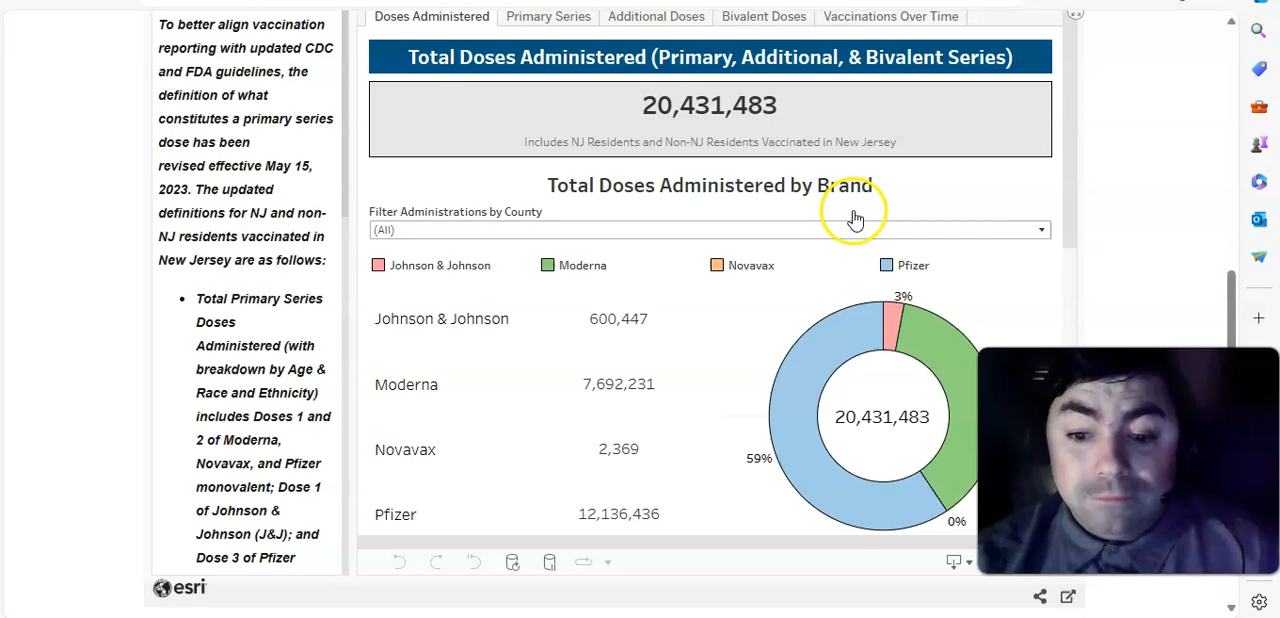 To better align vaccination
reporting with updated CDC
and FDA guidelines, the
definition of what
constitutes a primary series
dose has been
revised effective May 15,
2023. The updated
definitions for NJ and non-
NJ residents vaccinated in
New Jersey are as follows:
• Total Primary Series
Doses
Administered (with
breakdown by Age &
Race and Ethnicity)
includes Doses 1 and
2 of Moderna,
Novavax, and Pfizer
monovalent; Dose 1
of Johnson &
Johnson (J&J); and
Dose 3 of Pfizer
esri
Doses Administered Primary Series Additional Doses Bivalent Doses Vaccinations Over Time
Total Doses Administered (Primary, Additional, & Bivalent Series)
20,431,483
Includes NJ Residents and Non-NJ Residents Vaccinated in New Jersey
Total Doses Administered by Brand
Filter Administrations by County
(All)
Johnson & Johnson Moderna Novavax Pfizer
Johnson & Johnson 600,447
Moderna 7,692,231
Novavax 2,369
Pfizer 12,136,436
3%
20,431,483
59%
0%